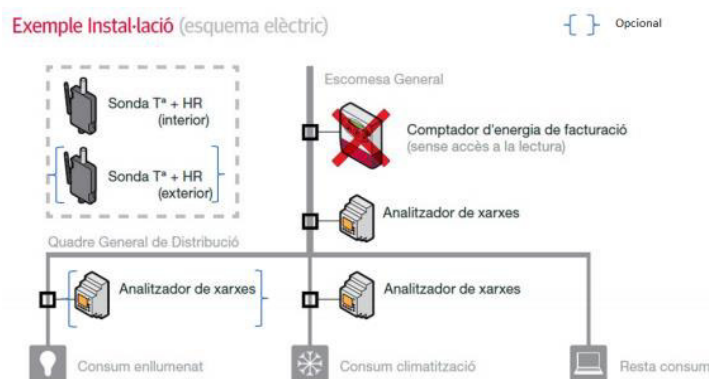 Exemple Instal·lació (esquema elèctric)
Opcional
Escomesa General
Sonda Tª + HR
(interior)
Comptador d'energia de facturació
(sense accès a la lectura)
Sonda Tª + HR
(exterior)
Analitzador de xarxes
Quadre General de Distribució
Analitzador de xarxes
Analitzador de xarxes
Consum enllumenat
Consum climatització
Resta consum